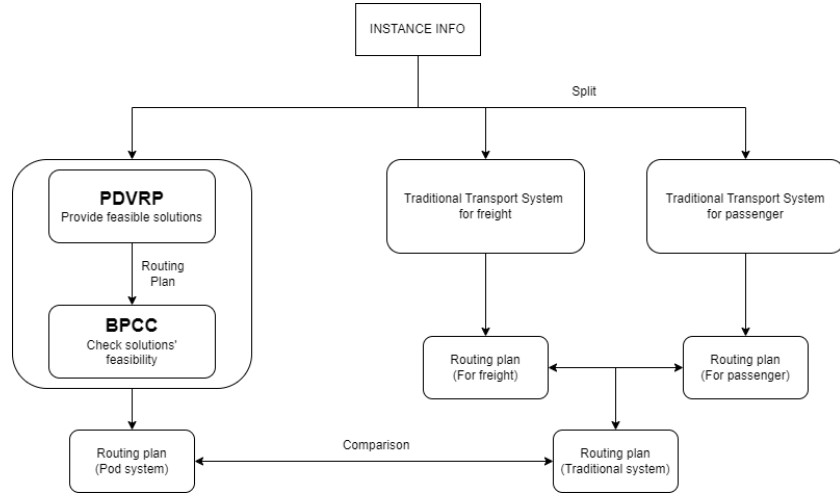 INSTANCE INFO
Split
PDVRP
Provide feasible solutions
Routing
Plan
BPCC
Check solutions'
feasibility
Traditional Transport System
for freight
Traditional Transport System
for passenger
Routing plan
(For freight)
Routing plan
(For passenger)
Routing plan
(Pod system)
Comparison
Routing plan
(Traditional system)